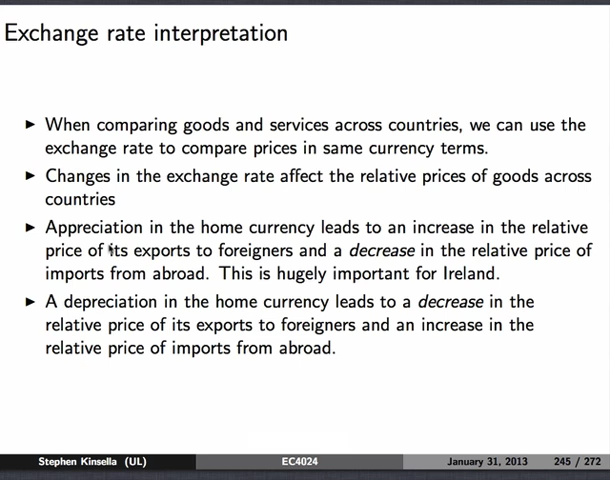 Exchange rate interpretation
When comparing goods and services across countries, we can use the
exchange rate to compare prices in same currency terms.
Changes in the exchange rate affect the relative prices of goods across
countries
Appreciation in the home currency leads to an increase in the relative
price of its exports to foreigners and a decrease in the relative price of
imports from abroad. This is hugely important for Ireland.
A depreciation in the home currency leads to a decrease in the
relative price of its exports to foreigners and an increase in the
relative price of imports from abroad.
Stephen Kinsella (UL) EC4024 January 31, 2013 245 / 272